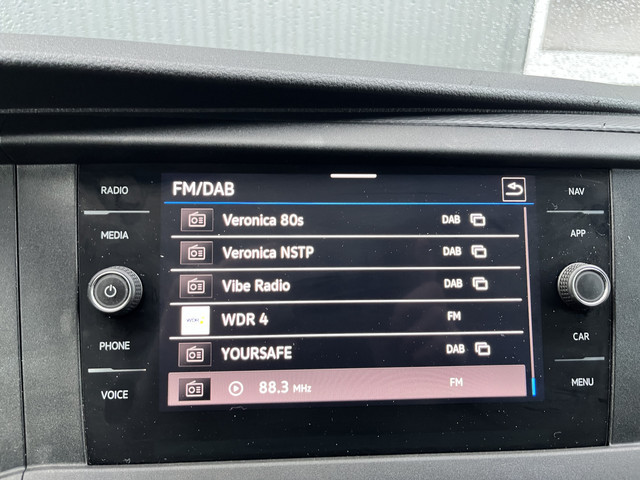 RADIO
MEDIA
PHONE
VOICE
FM/DAB
Veronica 80s DAB
Veronica NSTP DAB
Vibe Radio DAB
WDR 4 FM
YOURSAFE DAB
88.3 MHz FM
NAV
APP
CAR
MENU